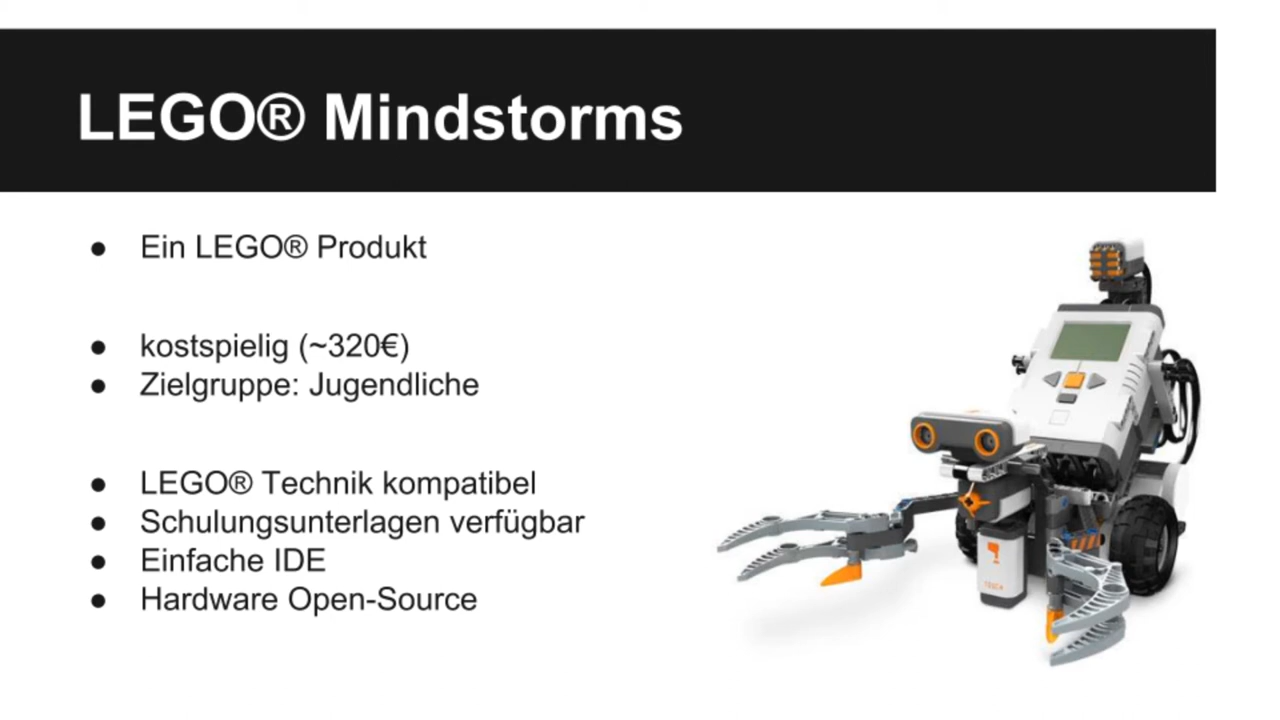 LEGO® Mindstorms
● Ein LEGO® Produkt
● kostspielig (~320€)
● Zielgruppe: Jugendliche
● LEGO® Technik kompatibel
● Schulungsunterlagen verfügbar
● Einfache IDE
● Hardware Open-Source